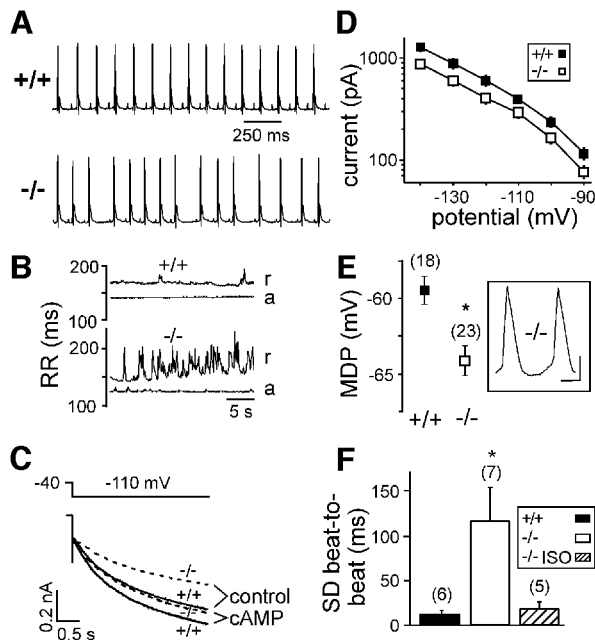 A
+/+
250 ms
-/-
B
+/+
200
r
a
100
-/-
200
r
a
100
RR (ms)
5 s
C
-40
-110 mV
-/-
+/+
control
-/-
cAMP
+/+
0.2 nA
0.5 s
D
+/+
-/-
1000
100
current (pA)
-130
-110
-90
potential (mV)
E
(18)
-60
*
(23)
-65
MDP (mV)
-/-
+/+
-/-
F
*
(7)
150
100
50
0
SD beat-to-
beat (ms)
(6)
(5)
+/+
-/-
-/- ISO